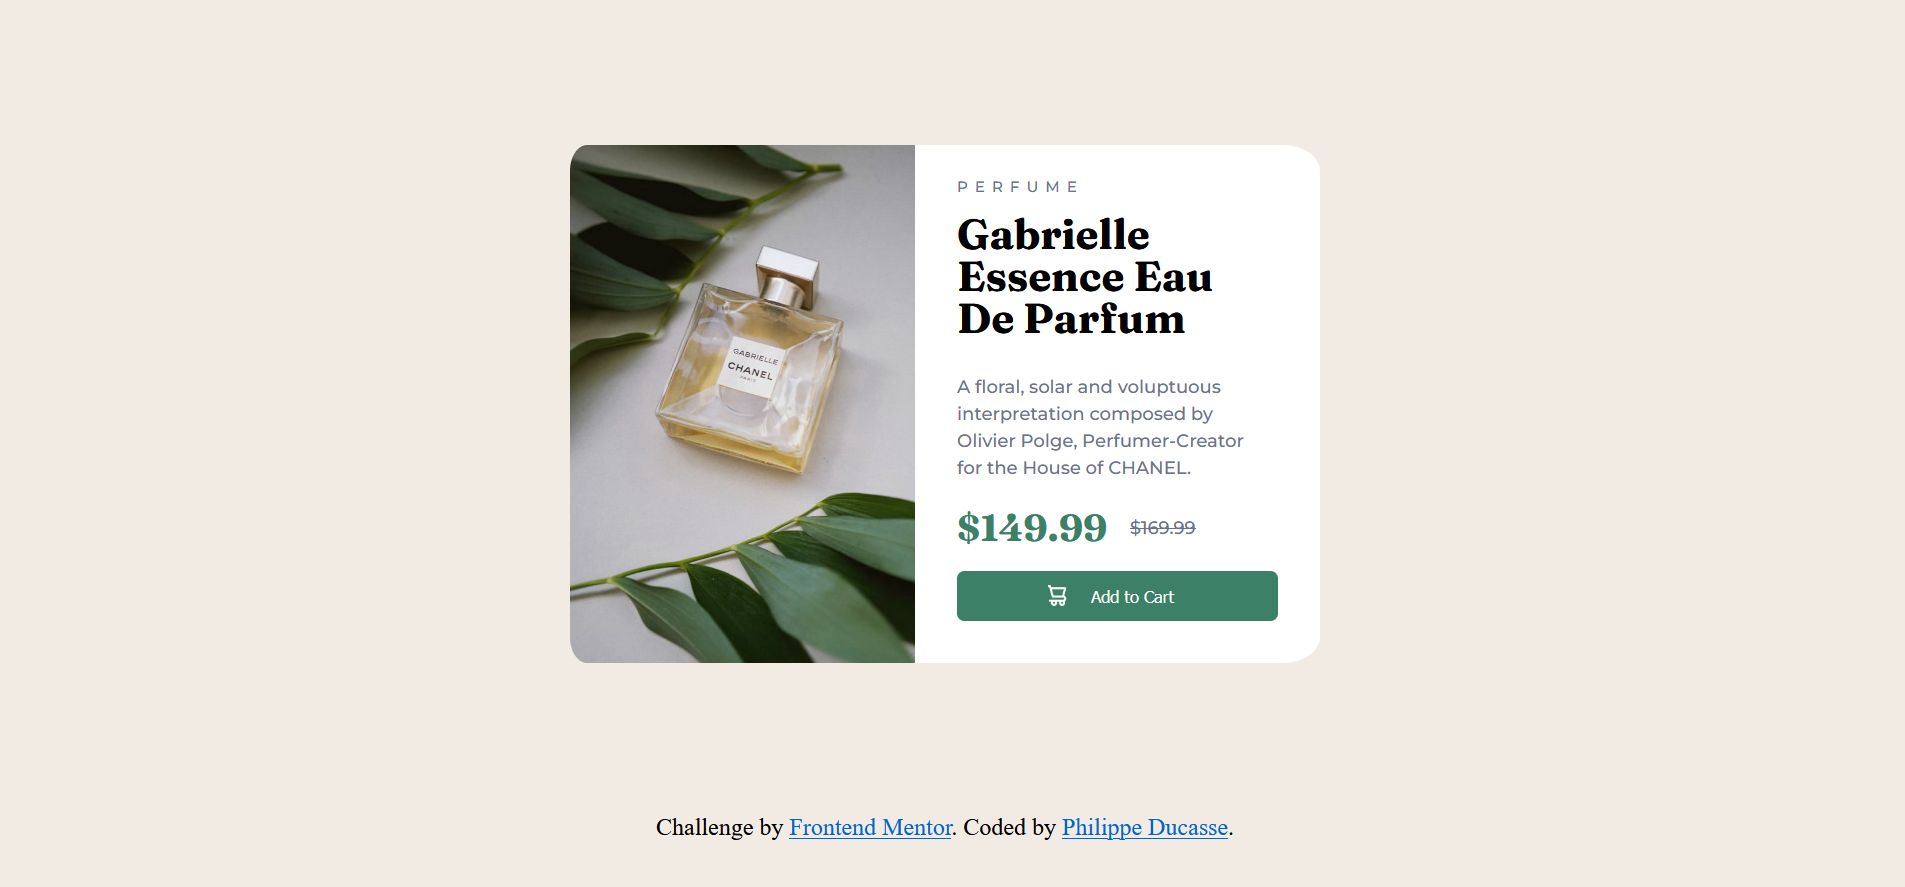 GABRIELLE
CHANEL
PARIS
PERFUME
Gabrielle
Essence Eau
De Parfum
A floral, solar and voluptuous
interpretation composed by
Olivier Polge, Perfumer-Creator
for the House of CHANEL.
$149.99 $169.99
Add to Cart
Challenge by Frontend Mentor. Coded by Philippe Ducasse.